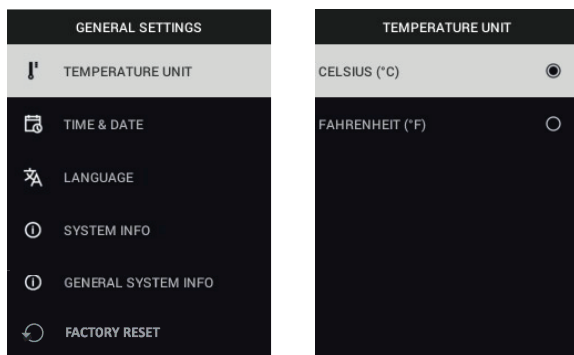 GENERAL SETTINGS
TEMPERATURE UNIT
TIME & DATE
LANGUAGE
SYSTEM INFO
GENERAL SYSTEM INFO
FACTORY RESET
TEMPERATURE UNIT
CELSIUS (°C)
FAHRENHEIT (°F)